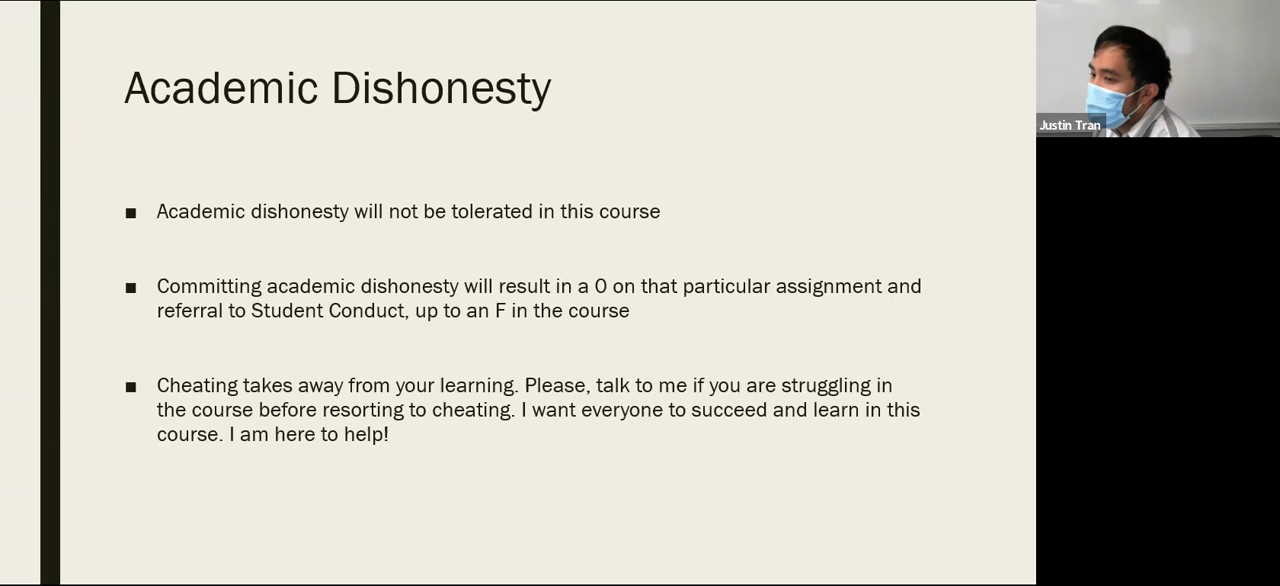 Academic Dishonesty
Justin Tran
■ Academic dishonesty will not be tolerated in this course
■ Committing academic dishonesty will result in a 0 on that particular assignment and
referral to Student Conduct, up to an F in the course
■ Cheating takes away from your learning. Please, talk to me if you are struggling in
the course before resorting to cheating. I want everyone to succeed and learn in this
course. I am here to help!